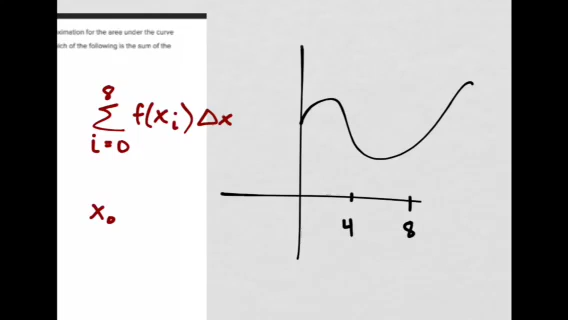 ximation for the area under the curve
ich of the following is the sum of the
8
∑ f(xᵢ) Δx
i = 0
x₀
4
8